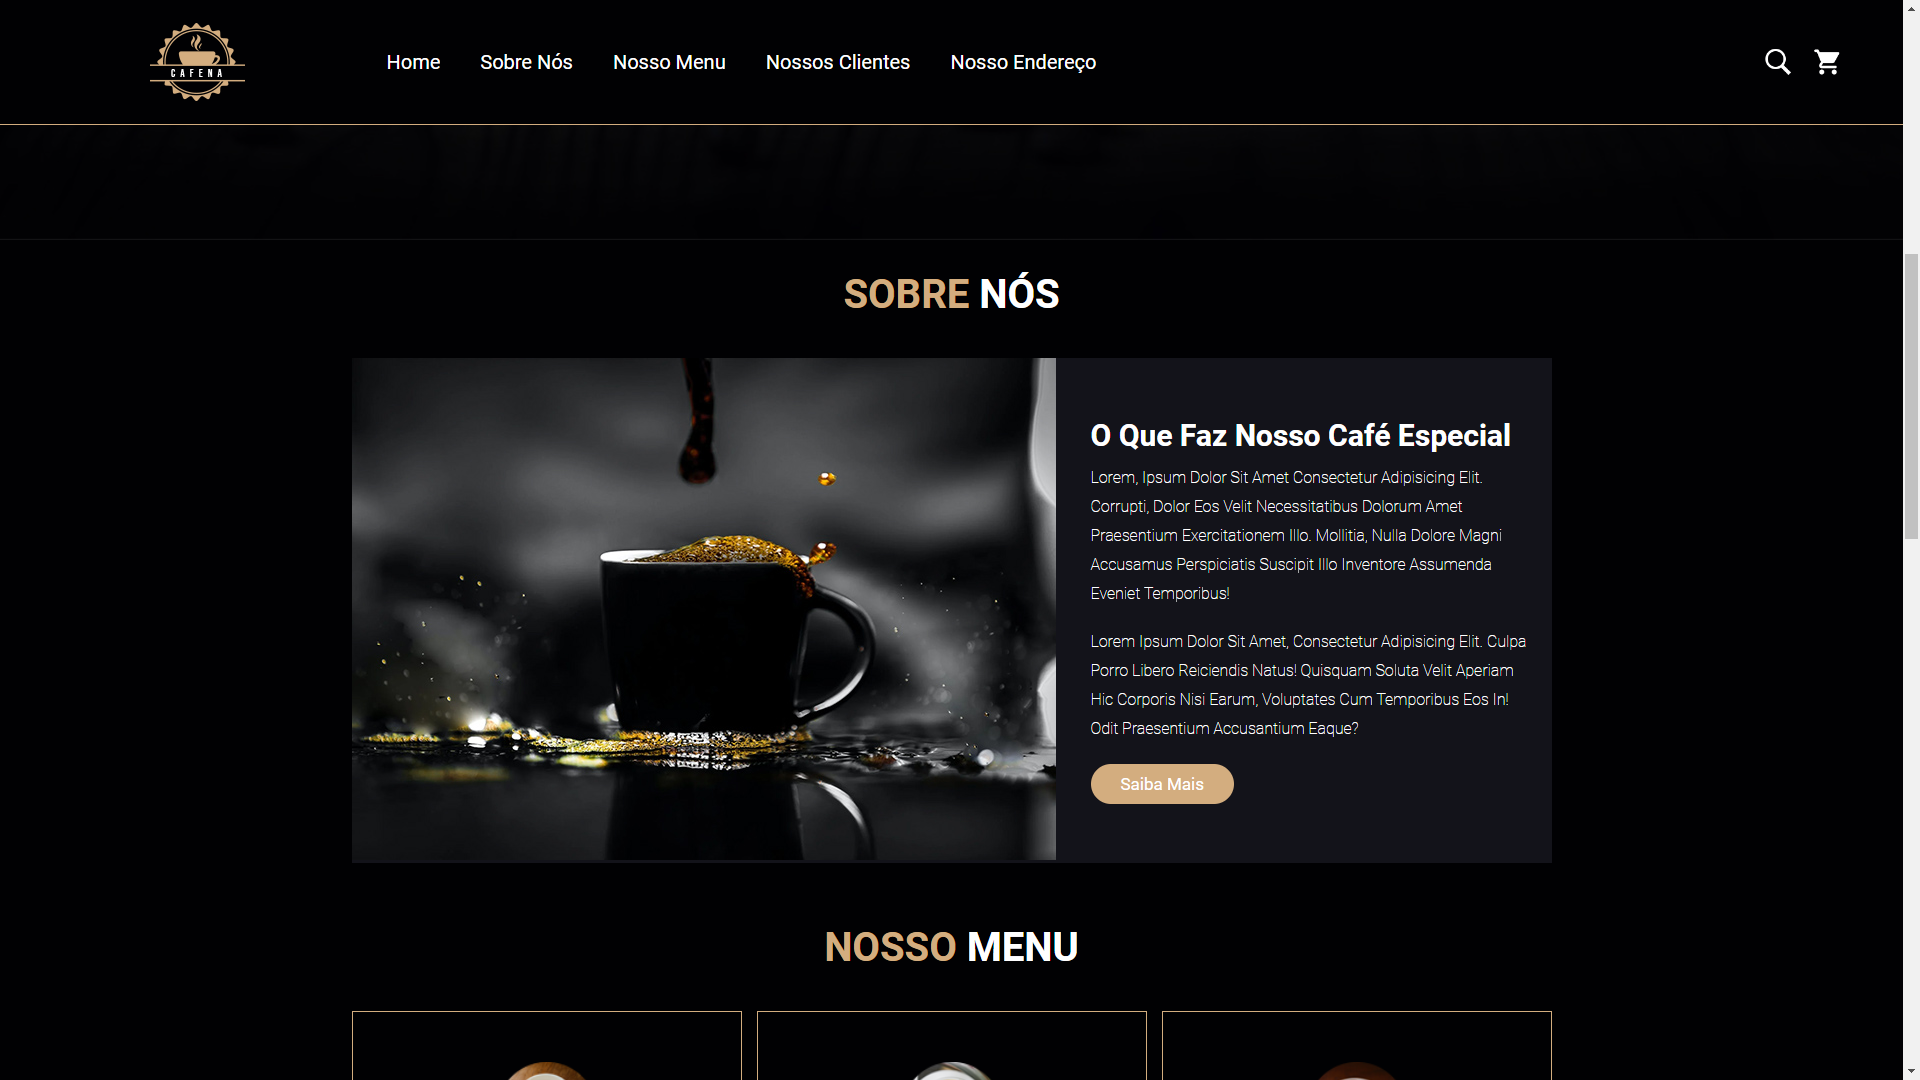 CAFENA
Home
Sobre Nós
Nosso Menu
Nossos Clientes
Nosso Endereço
SOBRE NÓS
O Que Faz Nosso Café Especial
Lorem, Ipsum Dolor Sit Amet Consectetur Adipisicing Elit.
Corrupti, Dolor Eos Velit Necessitatibus Dolorum Amet
Praesentium Exercitationem Illo. Mollitia, Nulla Dolore Magni
Accusamus Perspiciatis Suscipit Illo Inventore Assumenda
Eveniet Temporibus!
Lorem Ipsum Dolor Sit Amet, Consectetur Adipisicing Elit. Culpa
Porro Libero Reiciendis Natus! Quisquam Soluta Velit Aperiam
Hic Corporis Nisi Earum, Voluptates Cum Temporibus Eos In!
Odit Praesentium Accusantium Eaque?
Saiba Mais
NOSSO MENU